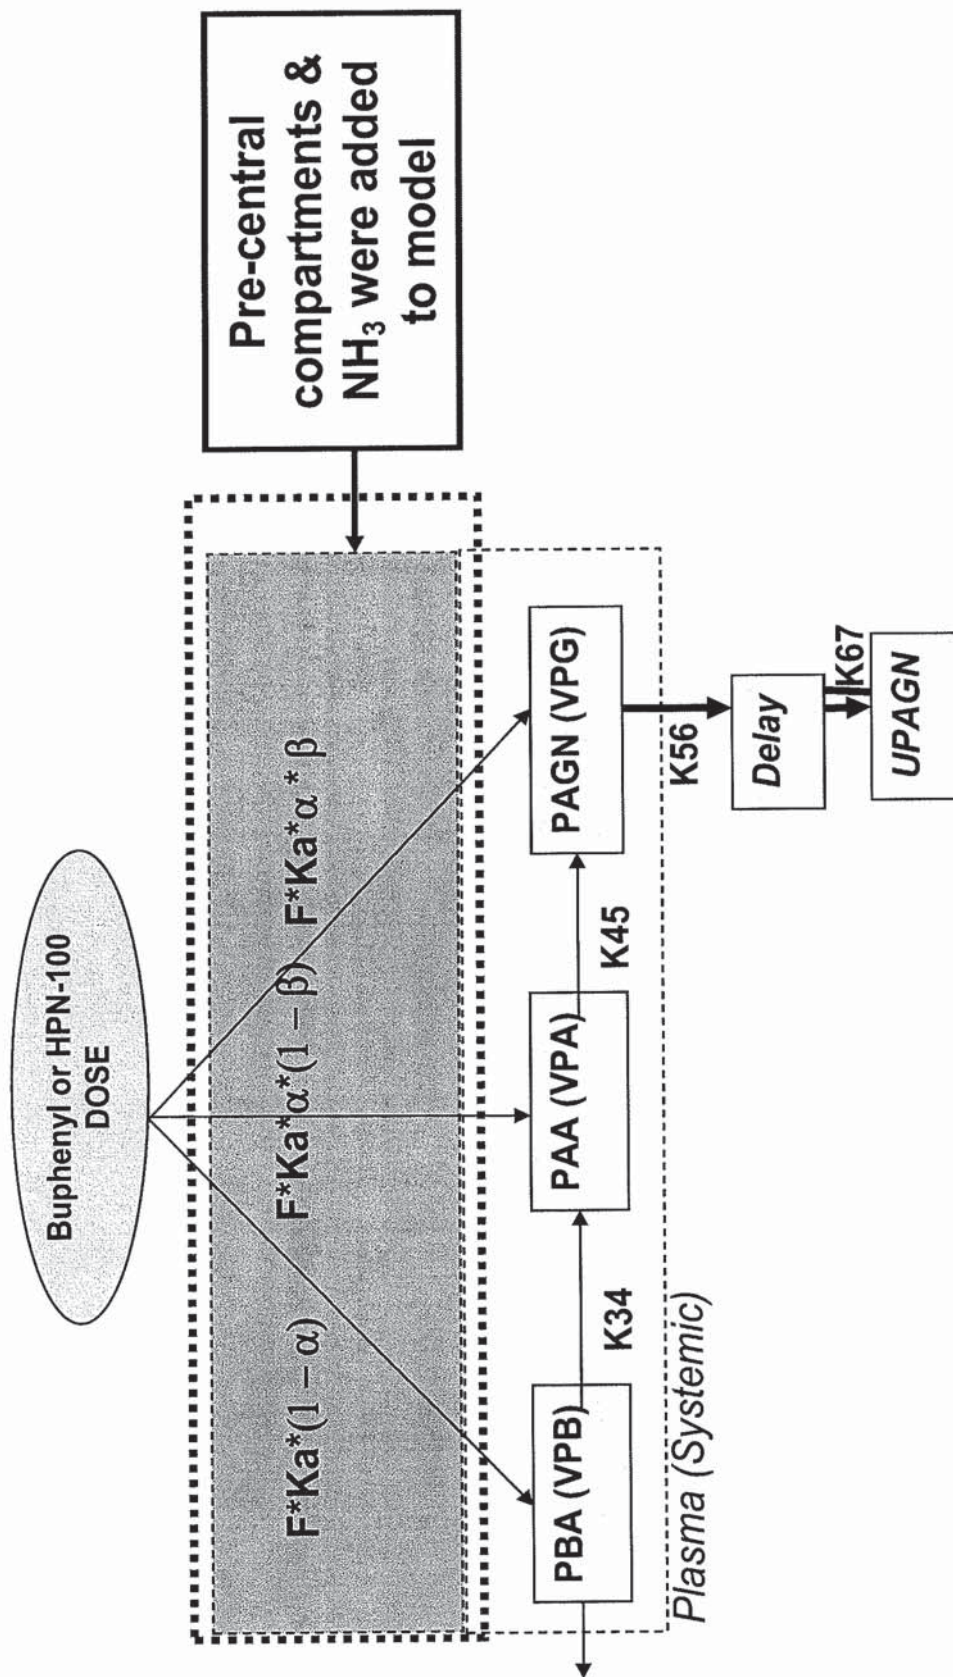 Buphenyl or HPN-100
DOSE
Pre-central
compartments &
NH₃ were added
to model
F*Ka*(1 – α)
F*Ka*α*(1 – β)
F*Ka*α* β
PBA (VPB)
K34
PAA (VPA)
K45
PAGN (VPG)
Plasma (Systemic)
K56
Delay
K67
UPAGN